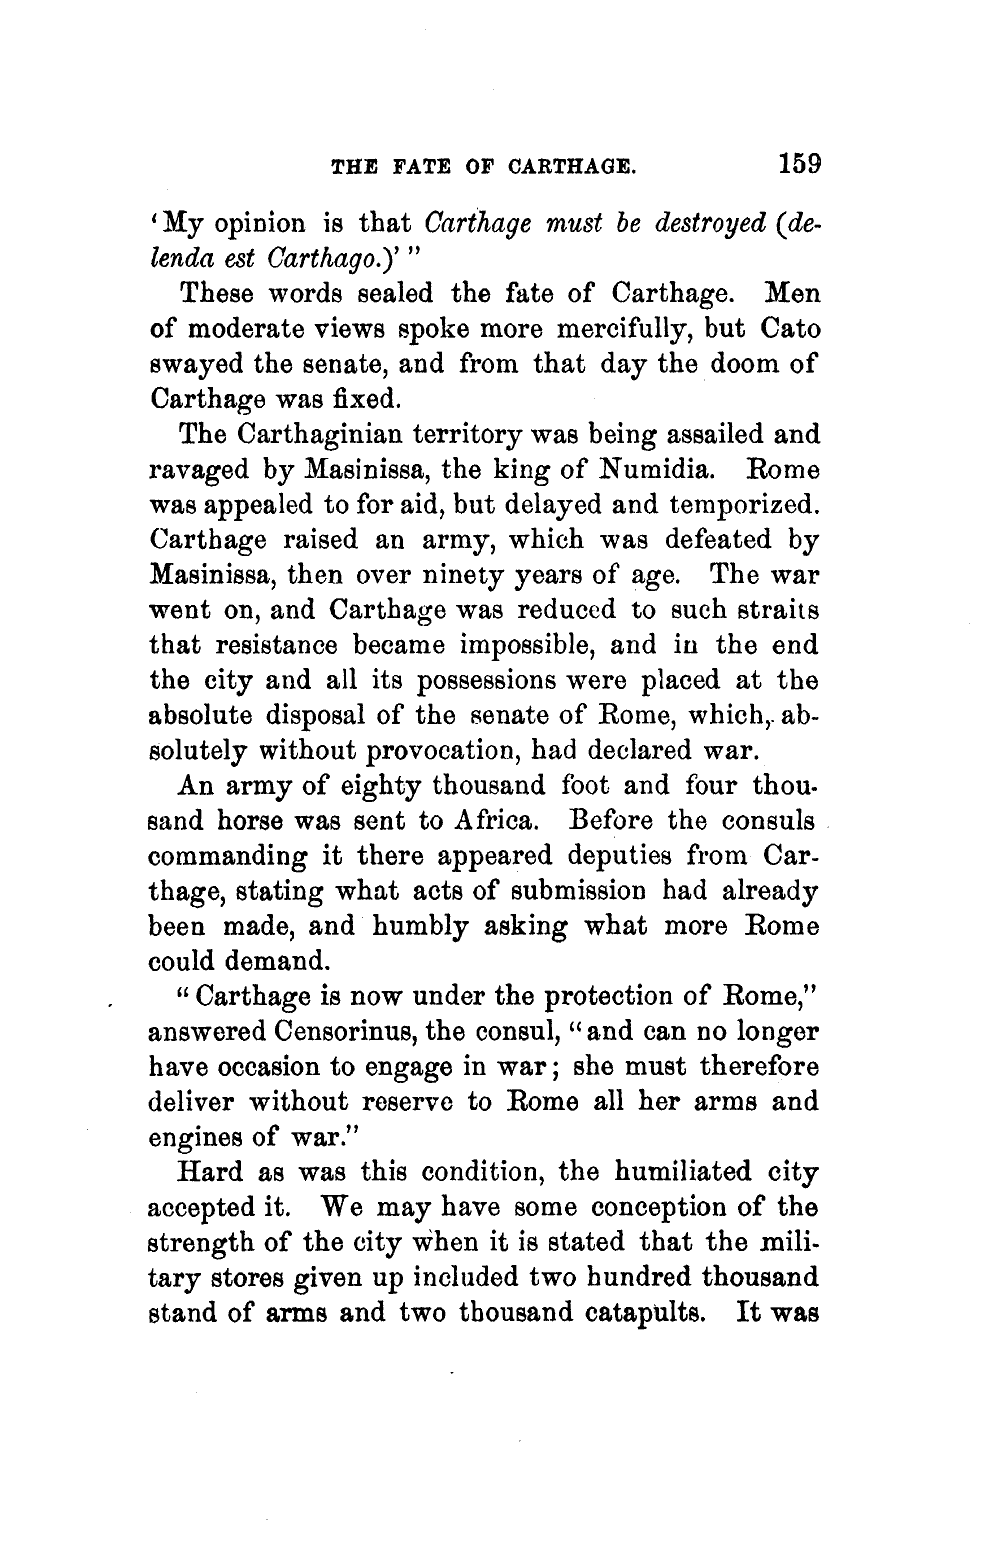 THE FATE OF CARTHAGE. 159
‘My opinion is that Carthage must be destroyed (de-
lenda est Carthago.)’ ”
These words sealed the fate of Carthage. Men
of moderate views spoke more mercifully, but Cato
swayed the senate, and from that day the doom of
Carthage was fixed.
The Carthaginian territory was being assailed and
ravaged by Masinissa, the king of Numidia. Rome
was appealed to for aid, but delayed and temporized.
Carthage raised an army, which was defeated by
Masinissa, then over ninety years of age. The war
went on, and Carthage was reduced to such straits
that resistance became impossible, and in the end
the city and all its possessions were placed at the
absolute disposal of the senate of Rome, which, ab-
solutely without provocation, had declared war.
An army of eighty thousand foot and four thou-
sand horse was sent to Africa. Before the consuls
commanding it there appeared deputies from Car-
thage, stating what acts of submission had already
been made, and humbly asking what more Rome
could demand.
“Carthage is now under the protection of Rome,”
answered Censorinus, the consul, “and can no longer
have occasion to engage in war; she must therefore
deliver without reserve to Rome all her arms and
engines of war.”
Hard as was this condition, the humiliated city
accepted it. We may have some conception of the
strength of the city when it is stated that the mili-
tary stores given up included two hundred thousand
stand of arms and two thousand catapults. It was